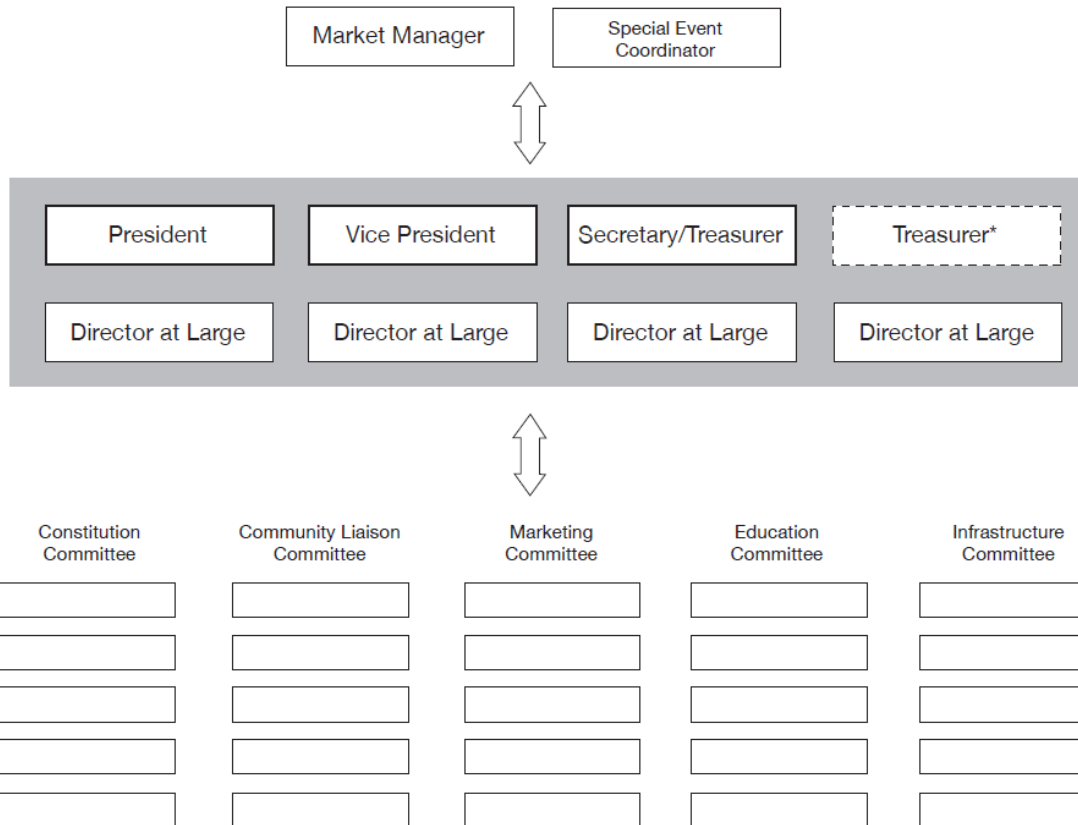 Market Manager
Special Event
Coordinator
President
Vice President
Secretary/Treasurer
Treasurer*
Director at Large
Director at Large
Director at Large
Director at Large
Constitution
Committee
Community Liaison
Committee
Marketing
Committee
Education
Committee
Infrastructure
Committee